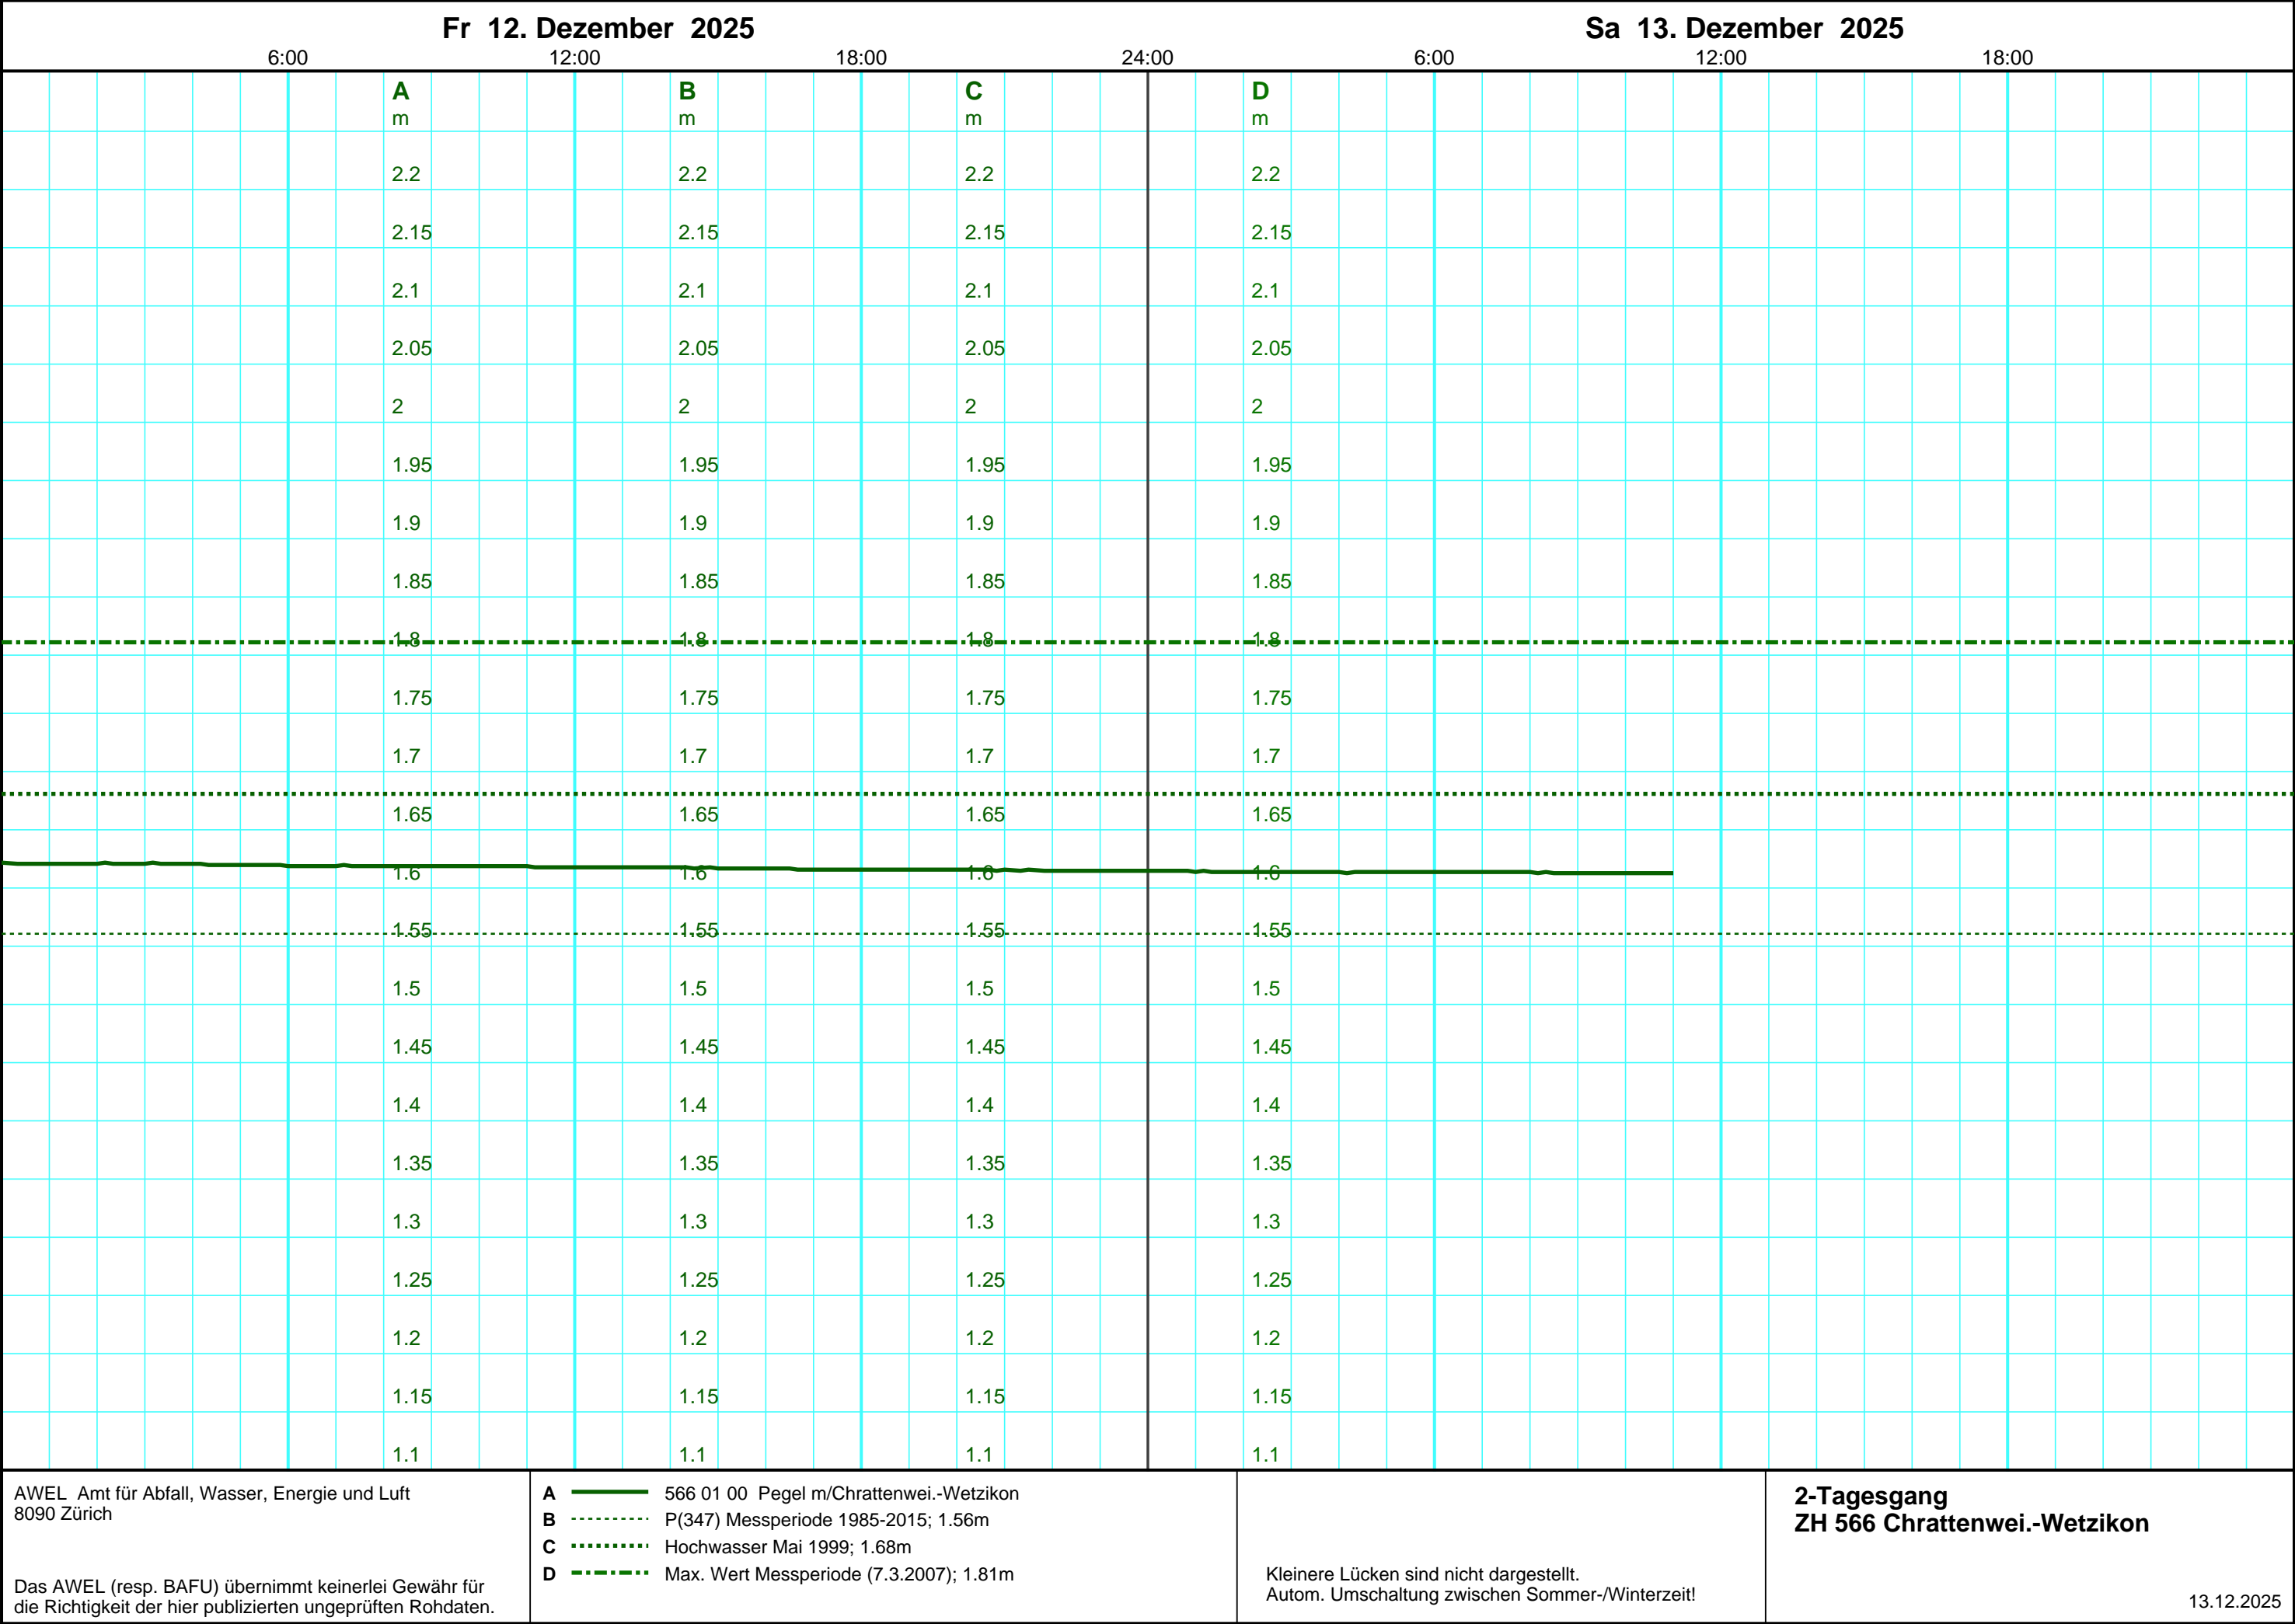 Fr 12. Dezember 2025 Sa 13. Dezember 2025
6:00 12:00 18:00 24:00 6:00 12:00 18:00
A B C D
m m m m
2.2 2.2 2.2 2.2
2.15 2.15 2.15 2.15
2.1 2.1 2.1 2.1
2.05 2.05 2.05 2.05
2 2 2 2
1.95 1.95 1.95 1.95
1.9 1.9 1.9 1.9
1.85 1.85 1.85 1.85
1.8 1.8 1.8 1.8
1.75 1.75 1.75 1.75
1.7 1.7 1.7 1.7
1.65 1.65 1.65 1.65
1.6 1.6 1.6 1.6
1.55 1.55 1.55 1.55
1.5 1.5 1.5 1.5
1.45 1.45 1.45 1.45
1.4 1.4 1.4 1.4
1.35 1.35 1.35 1.35
1.3 1.3 1.3 1.3
1.25 1.25 1.25 1.25
1.2 1.2 1.2 1.2
1.15 1.15 1.15 1.15
1.1 1.1 1.1 1.1
AWEL Amt für Abfall, Wasser, Energie und Luft
8090 Zürich
Das AWEL (resp. BAFU) übernimmt keinerlei Gewähr für
die Richtigkeit der hier publizierten ungeprüften Rohdaten.
A 566 01 00 Pegel m/Chrattenwei.-Wetzikon
B P(347) Messperiode 1985-2015; 1.56m
C Hochwasser Mai 1999; 1.68m
D Max. Wert Messperiode (7.3.2007); 1.81m
Kleinere Lücken sind nicht dargestellt.
Autom. Umschaltung zwischen Sommer-/Winterzeit!
2-Tagesgang
ZH 566 Chrattenwei.-Wetzikon
13.12.2025